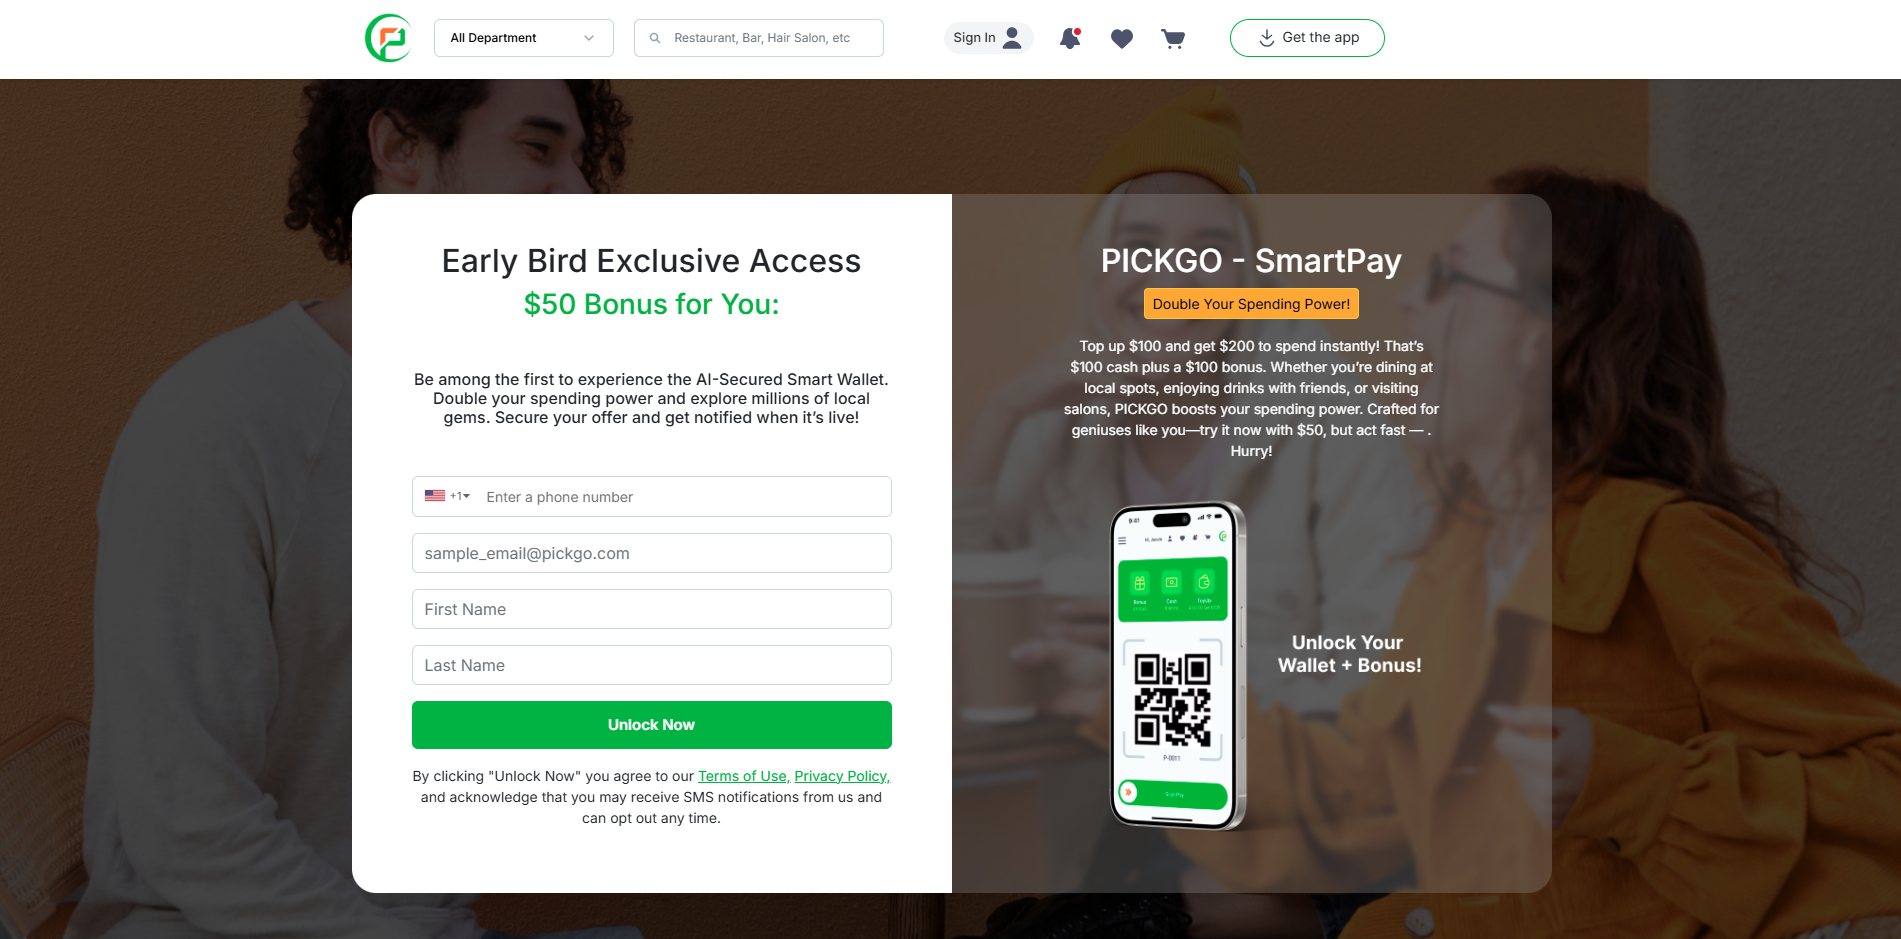 All Department
Restaurant, Bar, Hair Salon, etc
Sign In
Get the app
Early Bird Exclusive Access
$50 Bonus for You:
Be among the first to experience the AI-Secured Smart Wallet.
Double your spending power and explore millions of local
gems. Secure your offer and get notified when it's live!
+1
Enter a phone number
sample_email@pickgo.com
First Name
Last Name
Unlock Now
By clicking "Unlock Now" you agree to our Terms of Use, Privacy Policy,
and acknowledge that you may receive SMS notifications from us and
can opt out any time.
PICKGO - SmartPay
Double Your Spending Power!
Top up $100 and get $200 to spend instantly! That's
$100 cash plus a $100 bonus. Whether you're dining at
local spots, enjoying drinks with friends, or visiting
salons, PICKGO boosts your spending power. Crafted for
geniuses like you—try it now with $50, but act fast — .
Hurry!
9:41
Bonus
Cash
TopUp
P-0011
Unlock Your
Wallet + Bonus!